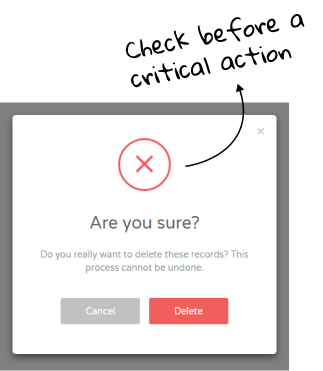 Check before a
critical action
Are you sure?
Do you really want to delete these records? This
process cannot be undone.
Cancel
Delete